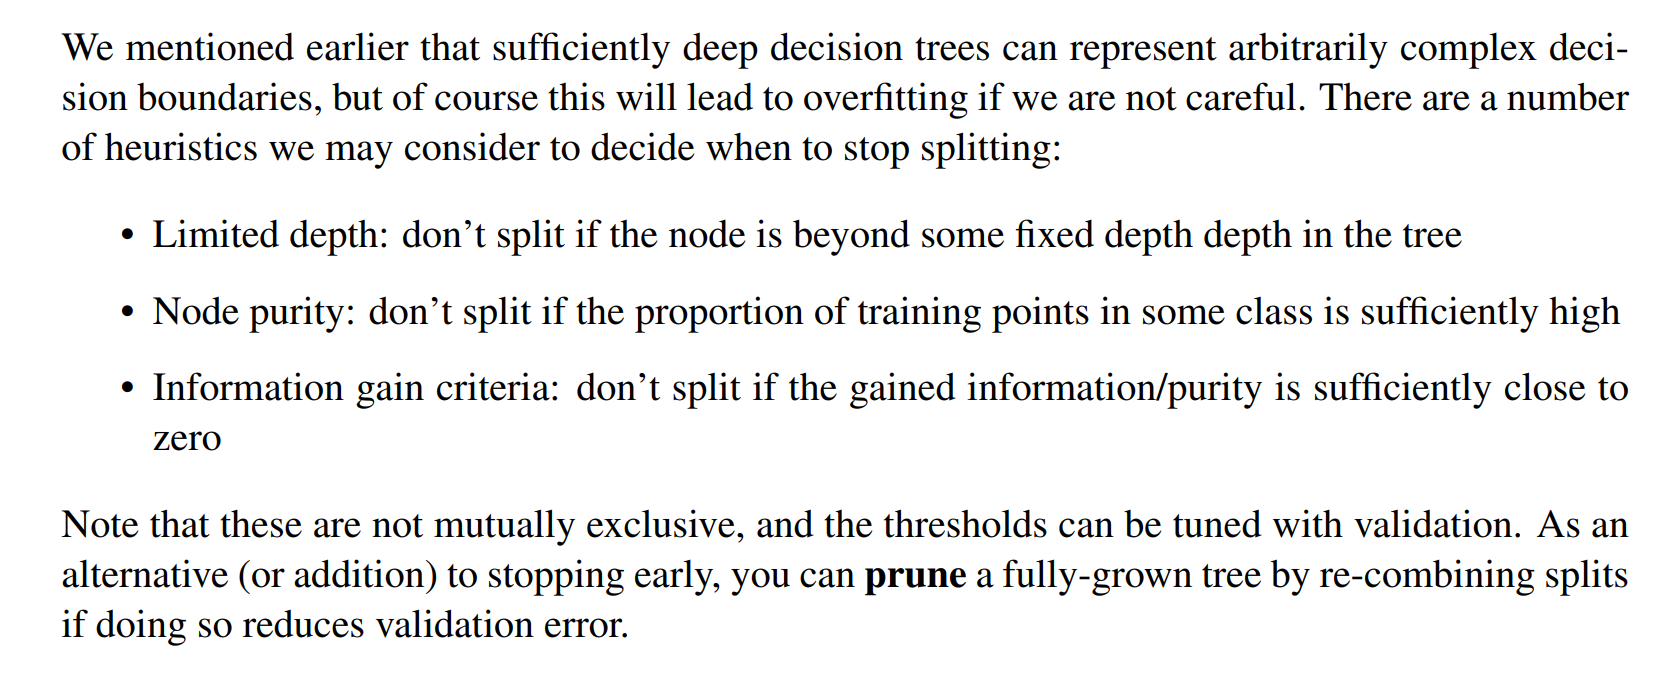 We mentioned earlier that sufficiently deep decision trees can represent arbitrarily complex deci-
sion boundaries, but of course this will lead to overfitting if we are not careful. There are a number
of heuristics we may consider to decide when to stop splitting:
• Limited depth: don’t split if the node is beyond some fixed depth depth in the tree
• Node purity: don’t split if the proportion of training points in some class is sufficiently high
• Information gain criteria: don’t split if the gained information/purity is sufficiently close to
zero
Note that these are not mutually exclusive, and the thresholds can be tuned with validation. As an
alternative (or addition) to stopping early, you can prune a fully-grown tree by re-combining splits
if doing so reduces validation error.